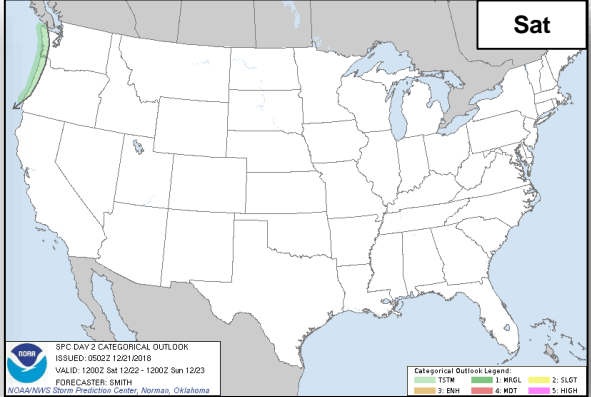 Sat
NOAA
SPC DAY 2 CATEGORICAL OUTLOOK
ISSUED: 0502Z 12/21/2018
VALID: 1200Z Sat 12/22 - 1200Z Sun 12/23
FORECASTER: SMITH
NOAA/NWS Storm Prediction Center, Norman, Oklahoma
Categorical Outlook Legend:
TSTM 1: MRGL 2: SLGT
3: ENH 4: MDT 5: HIGH